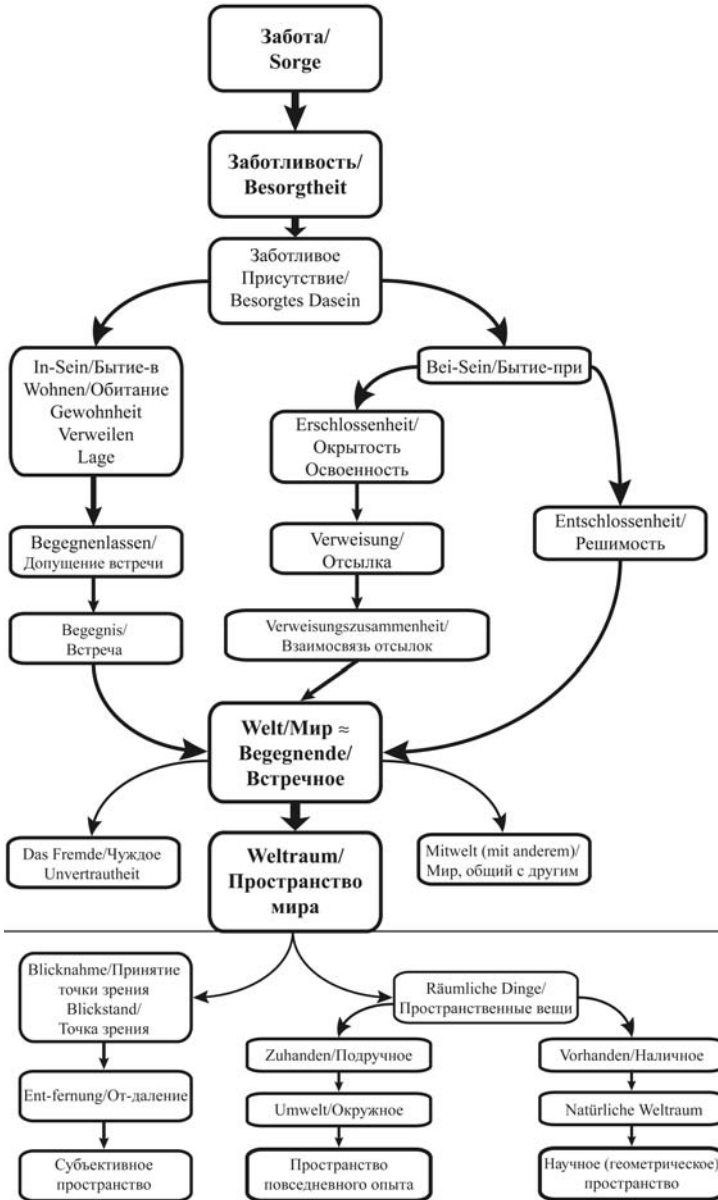 Забота/
Sorge
Заботливость/
Besorgtheit
Заботливое
Присутствие/
Besorgtes Dasein
In-Sein/Бытие-в
Wohnen/Обитание
Gewohnheit
Verweilen
Lage
Bei-Sein/Бытие-при
Erschlossenheit/
Окрытость
Освоенность
Begegnenlassen/
Допущение встречи
Verweisung/
Отсылка
Entschlossenheit/
Решимость
Begegnis/
Встреча
Verweisungszusammenheit/
Взаимосвязь отсылок
Welt/Мир ≈
Begegnende/
Встречное
Das Fremde/Чуждое
Unvertrautheit
Weltraum/
Пространство
мира
Mitwelt (mit anderem)/
Мир, общий с другим
Blicknahme/Принятие
точки зрения
Blickstand/
Точка зрения
Räumliche Dinge/
Пространственные вещи
Zuhanden/Подручное
Vorhanden/Наличное
Ent-fernung/От-даление
Umwelt/Окружное
Natürliche Weltraum
Субъективное
пространство
Пространство
повседневного опыта
Научное (геометрическое)
пространство